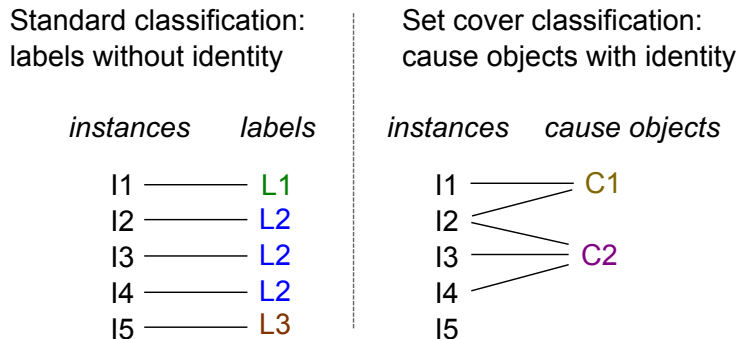 Standard classification:
labels without identity
instances labels
I1 L1
I2 L2
I3 L2
I4 L2
I5 L3
Set cover classification:
cause objects with identity
instances cause objects
I1 C1
I2
I3 C2
I4
I5